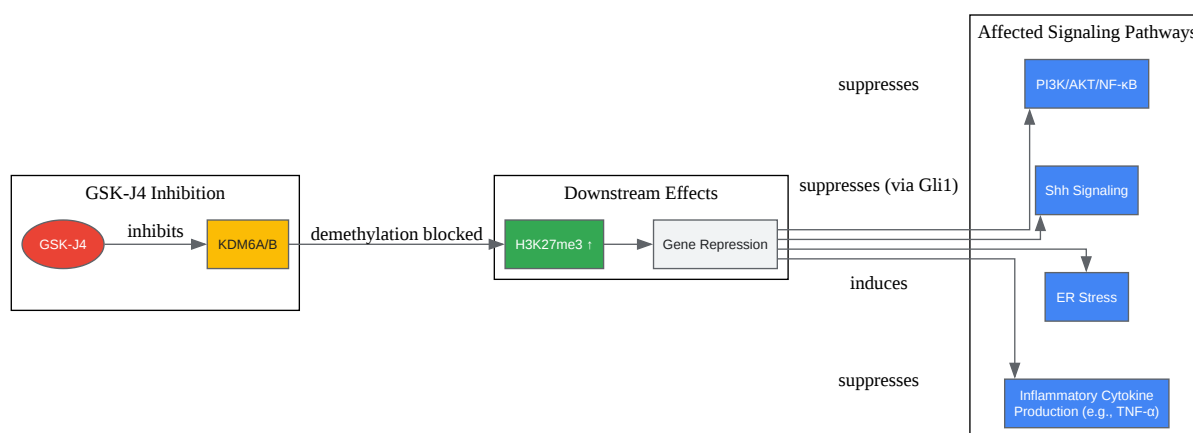 Affected Signaling Pathways
suppresses
PI3K/AKT/NF-κB
GSK-J4 Inhibition
Downstream Effects
suppresses (via Gli1)
Shh Signaling
GSK-J4
inhibits
KDM6A/B
demethylation blocked
H3K27me3 ↑
Gene Repression
induces
ER Stress
suppresses
Inflammatory Cytokine
Production (e.g., TNF-α)